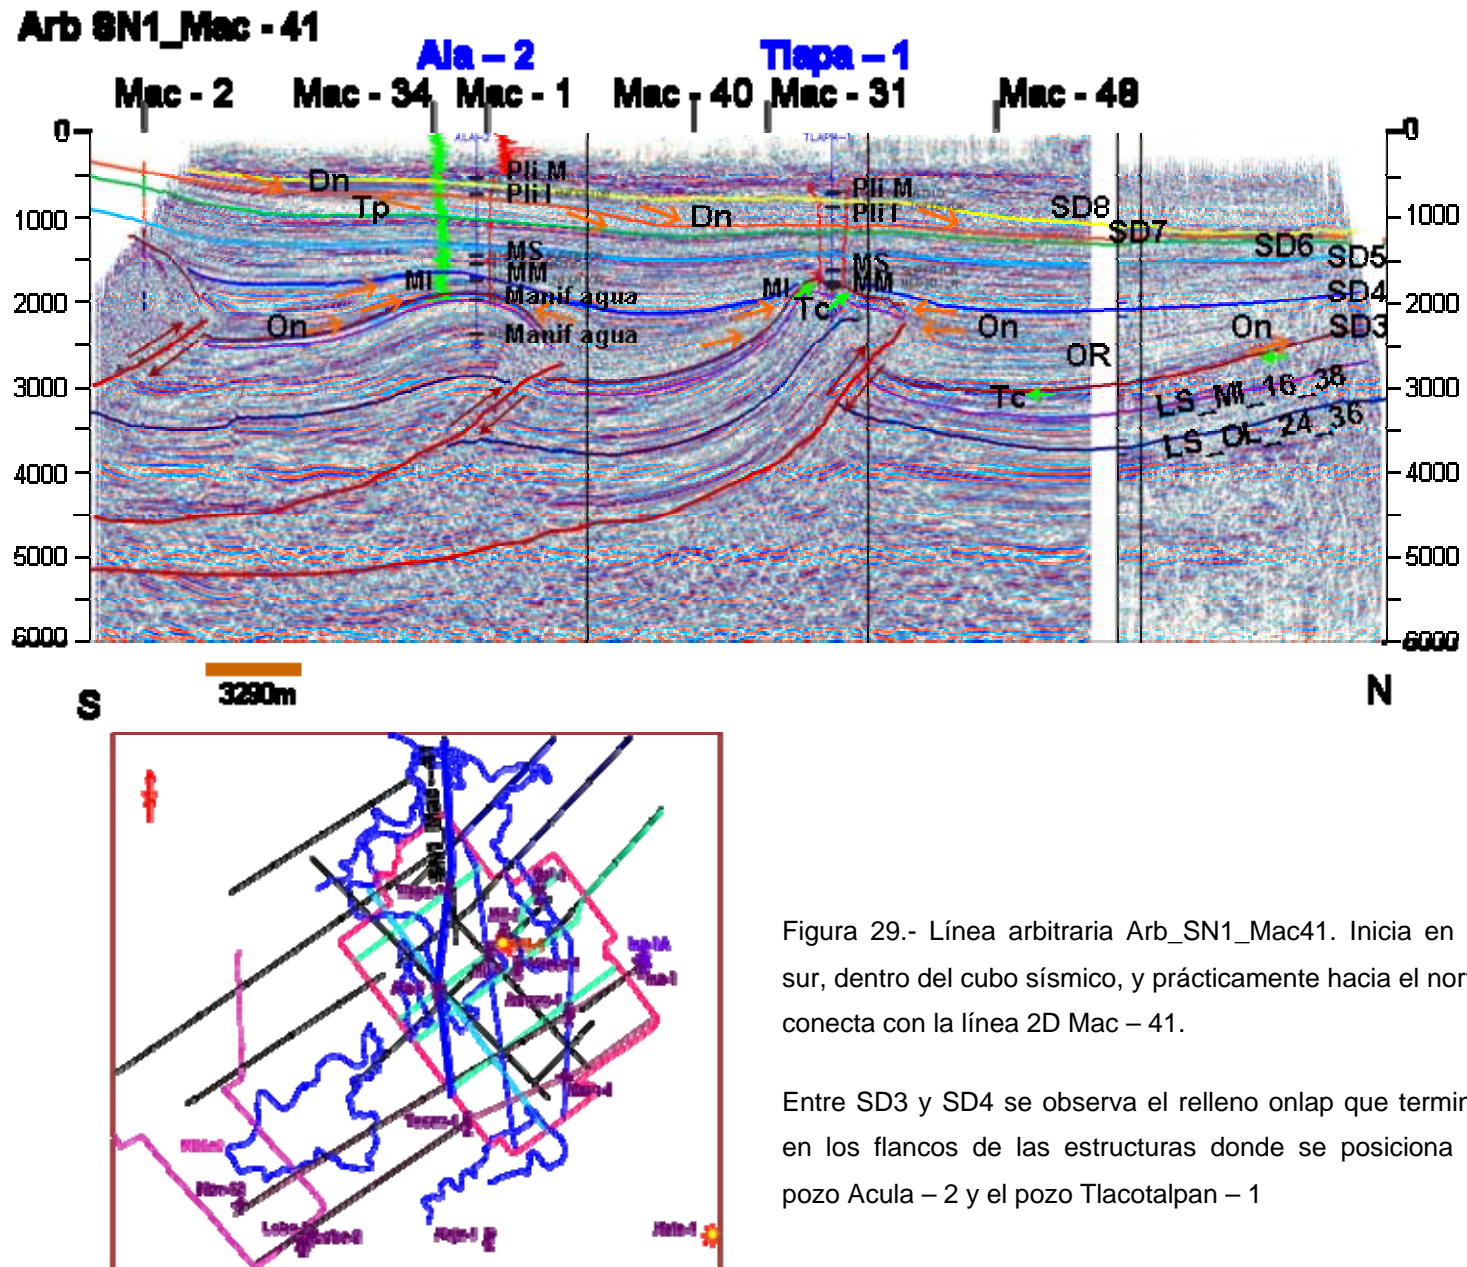 Arb SN1_Mac - 41
Ala – 2
Tlapa – 1
Mac - 2
Mac - 34
Mac - 1
Mac - 40
Mac - 31
Mac - 48
0
0
Pli M
Pli M
Dn
Pli I
Pli I
Tp
Dn
SD8
1000
1000
SD7
SD6
MS
MS
SD5
MM
MM
MI
MI
SD4
Manif agua
2000
2000
Tc
On
On
On
SD3
Manif agua
OR
3000
3000
Tc
LS_MI_16_38
LS_OL_24_36
4000
4000
5000
5000
6000
6000
3290m
S
N
Figura 29.- Línea arbitraria Arb_SN1_Mac41. Inicia en
sur, dentro del cubo sísmico, y prácticamente hacia el nor
conecta con la línea 2D Mac – 41.
Entre SD3 y SD4 se observa el relleno onlap que termin
en los flancos de las estructuras donde se posiciona
pozo Acula – 2 y el pozo Tlacotalpan – 1